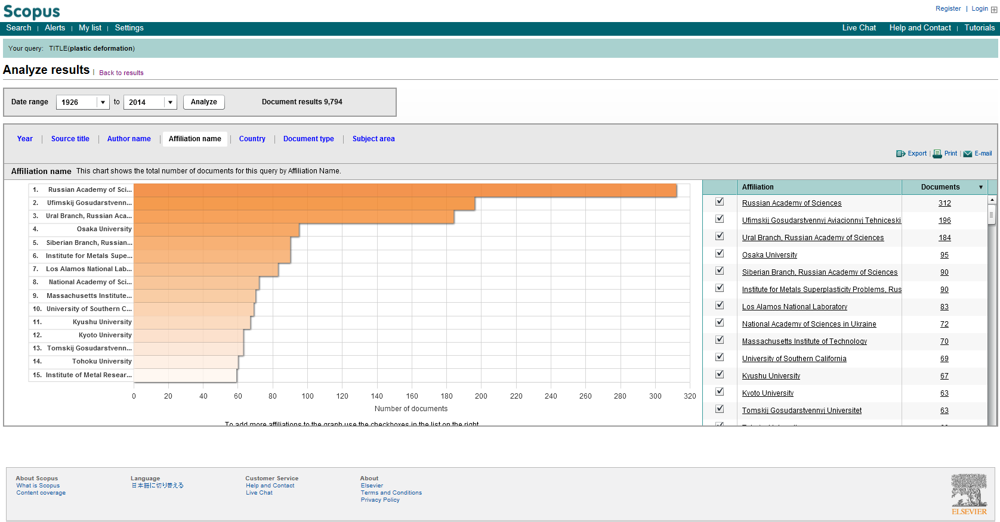 Scopus
Register | Login
Search | Alerts | My list | Settings
Live Chat Help and Contact | Tutorials
Your query: TITLE(plastic deformation)
Analyze results | Back to results
Date range 1926 to 2014 Analyze Document results 9,794
Year | Source title | Author name | Affiliation name | Country | Document type | Subject area
Export | Print | E-mail
Affiliation name This chart shows the total number of documents for this query by Affiliation Name.
1. Russian Academy of Sci...
2. Ufimskij Gosudarstvenn...
3. Ural Branch, Russian Aca...
4. Osaka University
5. Siberian Branch, Russian...
6. Institute for Metals Supe...
7. Los Alamos National Lab...
8. National Academy of Sci...
9. Massachusetts Institute...
10. University of Southern C...
11. Kyushu University
12. Kyoto University
13. Tomskij Gosudarstvenn...
14. Tohoku University
15. Institute of Metal Resear...
0 20 40 60 80 100 120 140 160 180 200 220 240 260 280 300 320
Number of documents
To add more affiliations to the graph use the checkboxes in the list on the right
Affiliation Documents
Russian Academy of Sciences 312
Ufimskij Gosudarstvennyj Aviacionnyj Tehniceski 196
Ural Branch, Russian Academy of Sciences 184
Osaka University 95
Siberian Branch, Russian Academy of Sciences 90
Institute for Metals Superplasticity Problems, Rus 90
Los Alamos National Laboratory 83
National Academy of Sciences in Ukraine 72
Massachusetts Institute of Technology 70
University of Southern California 69
Kyushu University 67
Kyoto University 63
Tomskij Gosudarstvennyj Universitet 63
About Scopus
What is Scopus
Content coverage
Language
日本語に切り替える
Customer Service
Help and Contact
Live Chat
About
Elsevier
Terms and Conditions
Privacy Policy
ELSEVIER